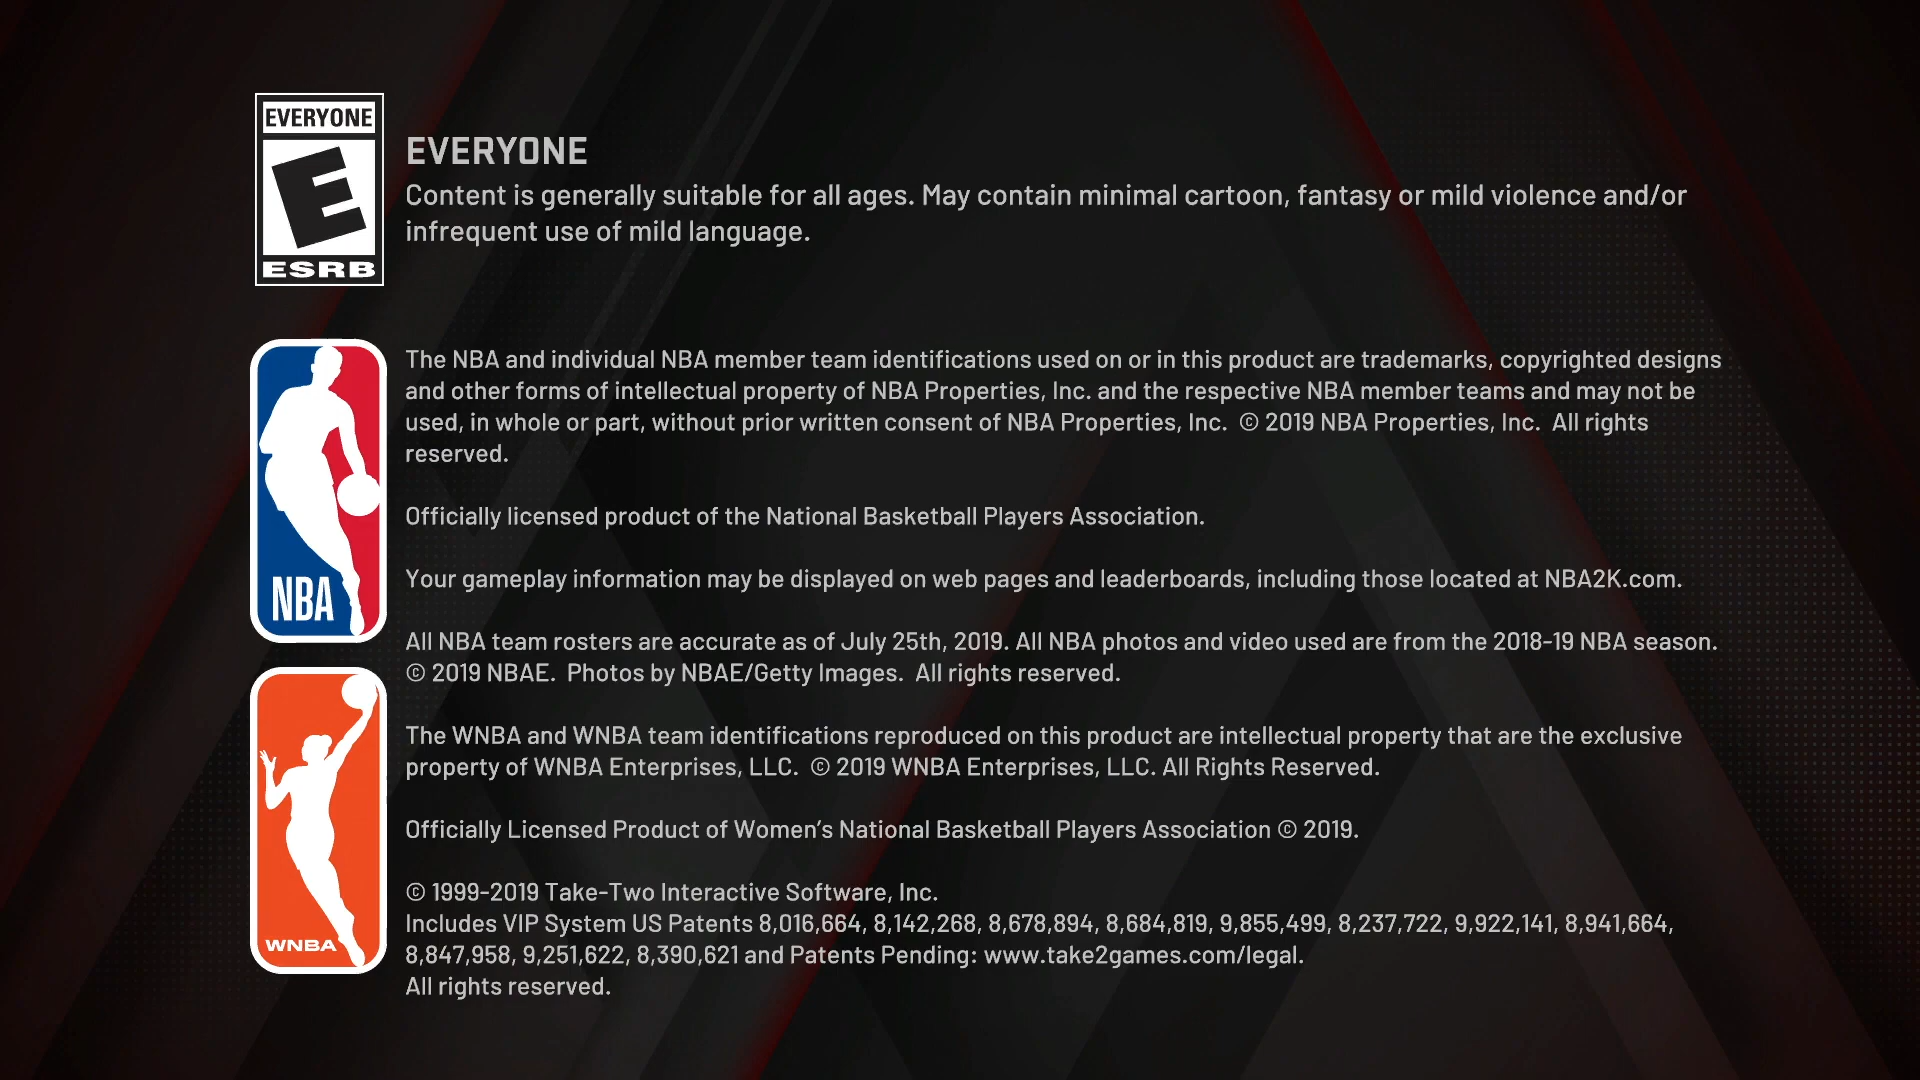 EVERYONE
E
ESRB
EVERYONE
Content is generally suitable for all ages. May contain minimal cartoon, fantasy or mild violence and/or
infrequent use of mild language.
The NBA and individual NBA member team identifications used on or in this product are trademarks, copyrighted designs
and other forms of intellectual property of NBA Properties, Inc. and the respective NBA member teams and may not be
used, in whole or part, without prior written consent of NBA Properties, Inc.  © 2019 NBA Properties, Inc.  All rights
reserved.
Officially licensed product of the National Basketball Players Association.
Your gameplay information may be displayed on web pages and leaderboards, including those located at NBA2K.com.
NBA
All NBA team rosters are accurate as of July 25th, 2019. All NBA photos and video used are from the 2018-19 NBA season.
© 2019 NBAE.  Photos by NBAE/Getty Images.  All rights reserved.
The WNBA and WNBA team identifications reproduced on this product are intellectual property that are the exclusive
property of WNBA Enterprises, LLC.  © 2019 WNBA Enterprises, LLC. All Rights Reserved.
Officially Licensed Product of Women’s National Basketball Players Association © 2019.
© 1999-2019 Take-Two Interactive Software, Inc.
Includes VIP System US Patents 8,016,664, 8,142,268, 8,678,894, 8,684,819, 9,855,499, 8,237,722, 9,922,141, 8,941,664,
8,847,958, 9,251,622, 8,390,621 and Patents Pending: www.take2games.com/legal.
All rights reserved.
WNBA